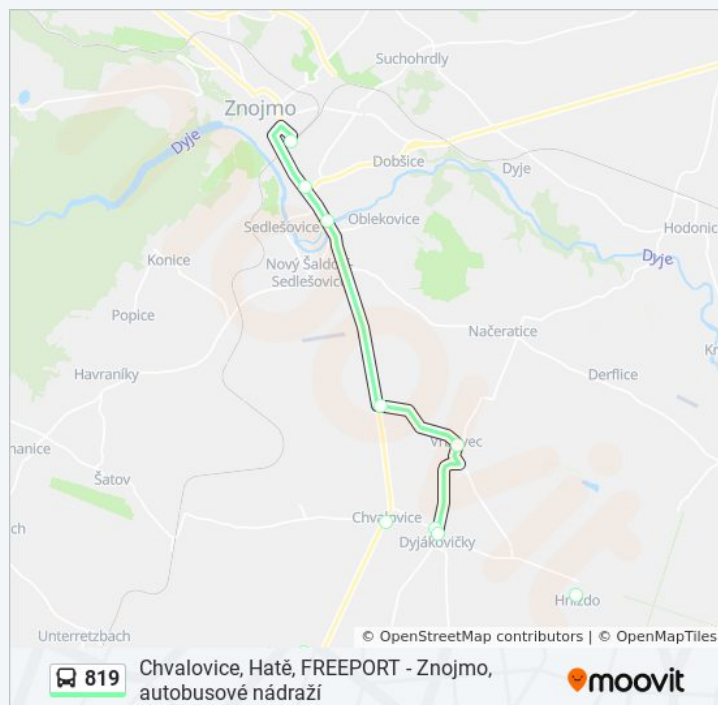 Suchohrdly
Znojmo
Dyje
Dobšice
Dyje
Sedlešovice
Oblekovice
Hodonic
Dyje
Konice
Nový Šaldorf-
Sedlešovice
Popice
Načeratice
Havraníky
Derflice
Vrbovec
Šatov
Chvalovice
Dyjákovičky
Hnízdo
Unterretzbach
© OpenStreetMap contributors | © OpenMapTiles
819
Chvalovice, Hatě, FREEPORT - Znojmo,
autobusové nádraží
moovit